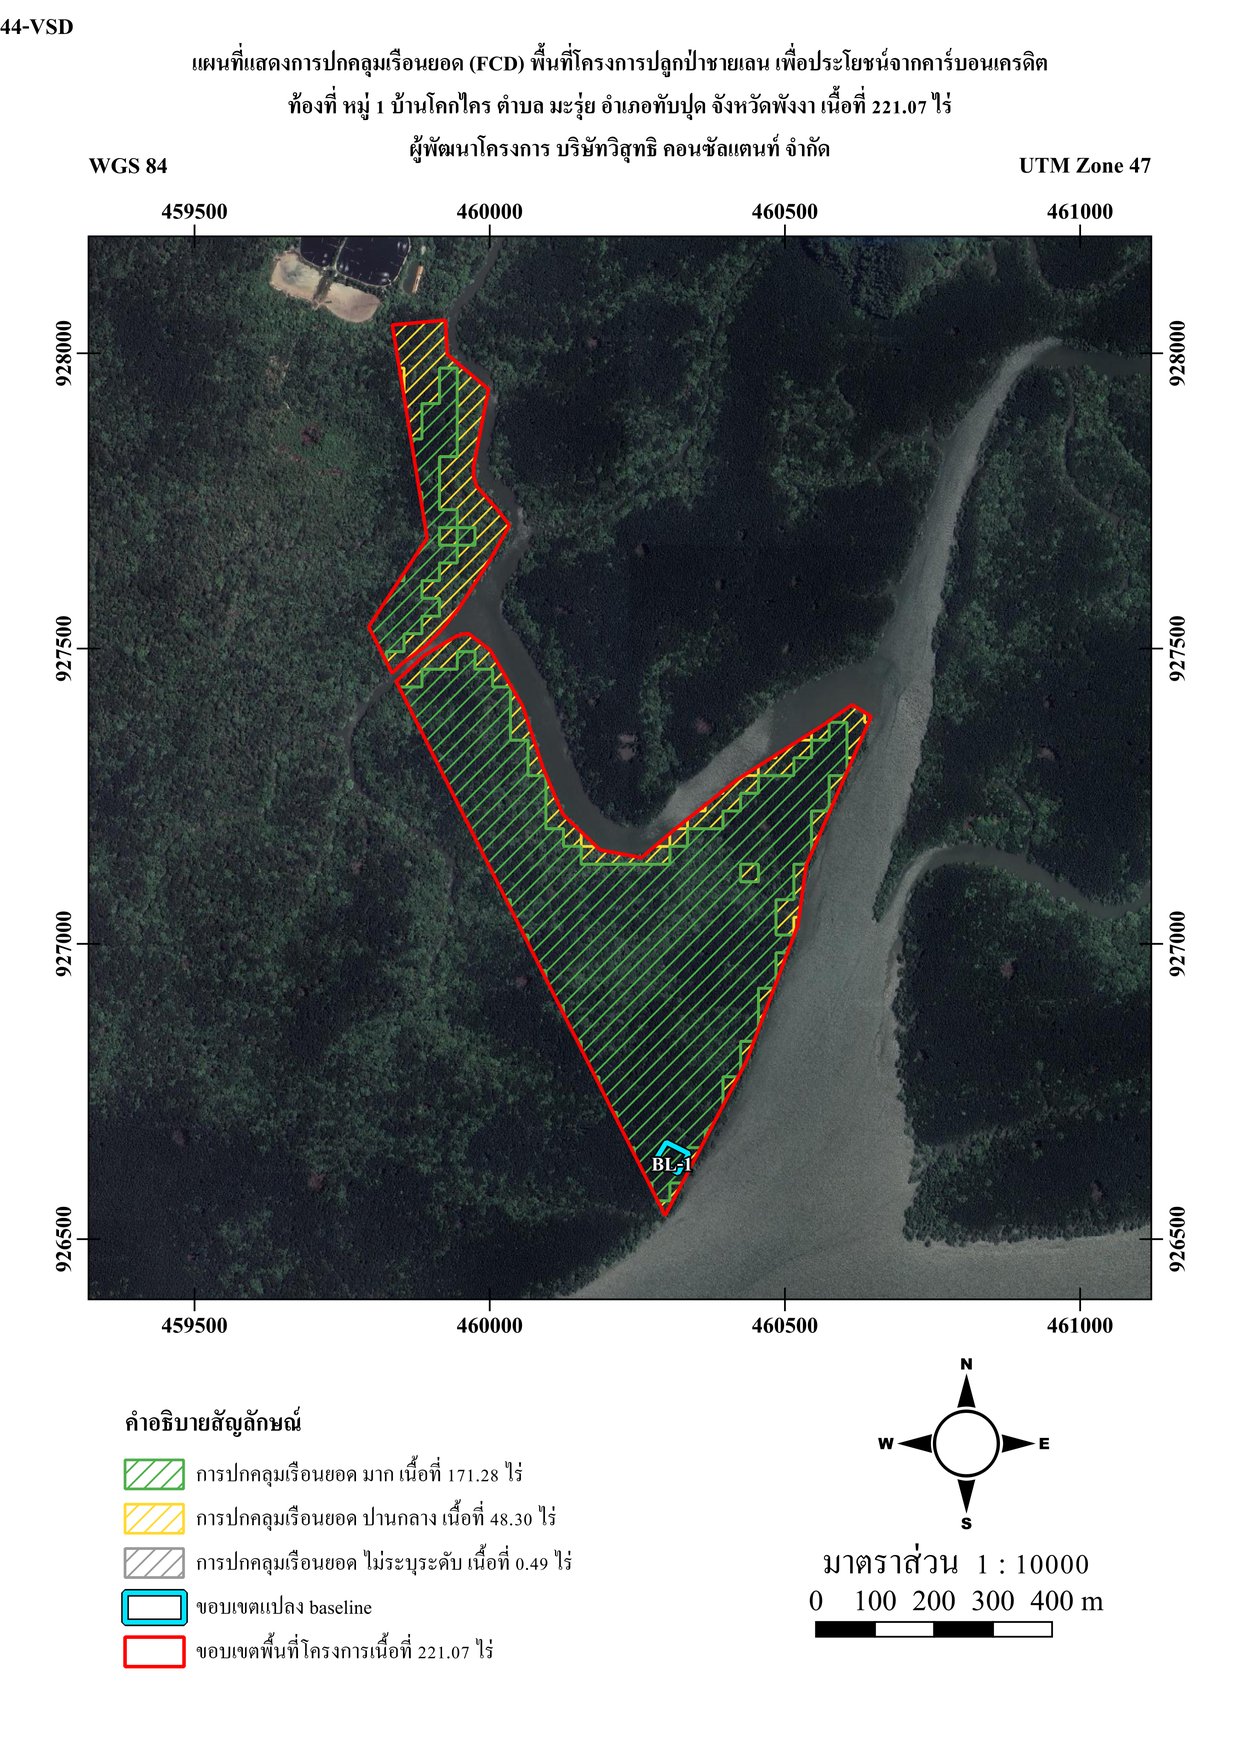 44-VSD
แผนที่แสดงการปกคลุมเรือนยอด (FCD) พื้นที่โครงการปลูกป่าชายเลน เพื่อประโยชน์จากคาร์บอนเครดิต
ท้องที่ หมู่ 1 บ้านโคกไคร ตำบล มะรุ่ย อำเภอทับปุด จังหวัดพังงา เนื้อที่ 221.07 ไร่
ผู้พัฒนาโครงการ บริษัทวิสุทธิ คอนซัลแตนท์ จำกัด
WGS 84 UTM Zone 47
459500 460000 460500 461000
928000 928000
927500 927500
927000 927000
BL-1
926500 926500
459500 460000 460500 461000
N
W E
S
คำอธิบายสัญลักษณ์
การปกคลุมเรือนยอด มาก เนื้อที่ 171.28 ไร่
การปกคลุมเรือนยอด ปานกลาง เนื้อที่ 48.30 ไร่
การปกคลุมเรือนยอด ไม่ระบุระดับ เนื้อที่ 0.49 ไร่
ขอบเขตแปลง baseline
ขอบเขตพื้นที่โครงการเนื้อที่ 221.07 ไร่
มาตราส่วน 1 : 10000
0 100 200 300 400 m